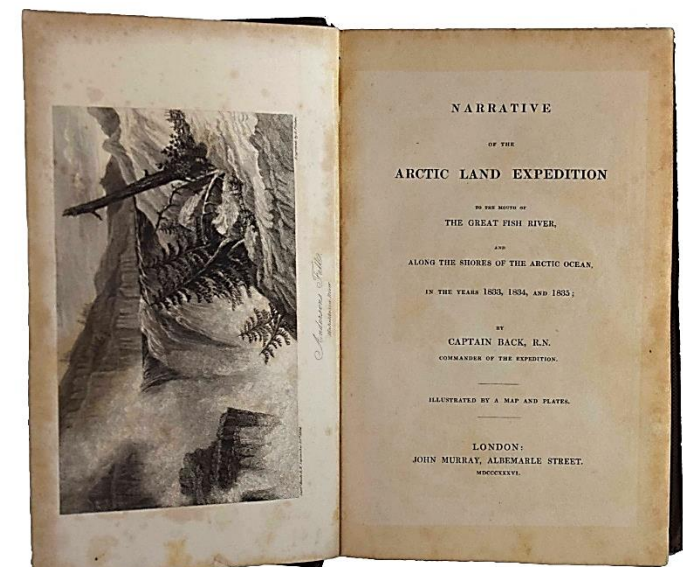 Anderson Falls
NARRATIVE
OF THE
ARCTIC LAND EXPEDITION
TO THE MOUTH OF
THE GREAT FISH RIVER,
AND
ALONG THE SHORES OF THE ARCTIC OCEAN,
IN THE YEARS 1833, 1834, AND 1835;
BY
CAPTAIN BACK, R.N.
COMMANDER OF THE EXPEDITION.
ILLUSTRATED BY A MAP AND PLATES.
LONDON:
JOHN MURRAY, ALBEMARLE STREET.
MDCCCXXXVI.